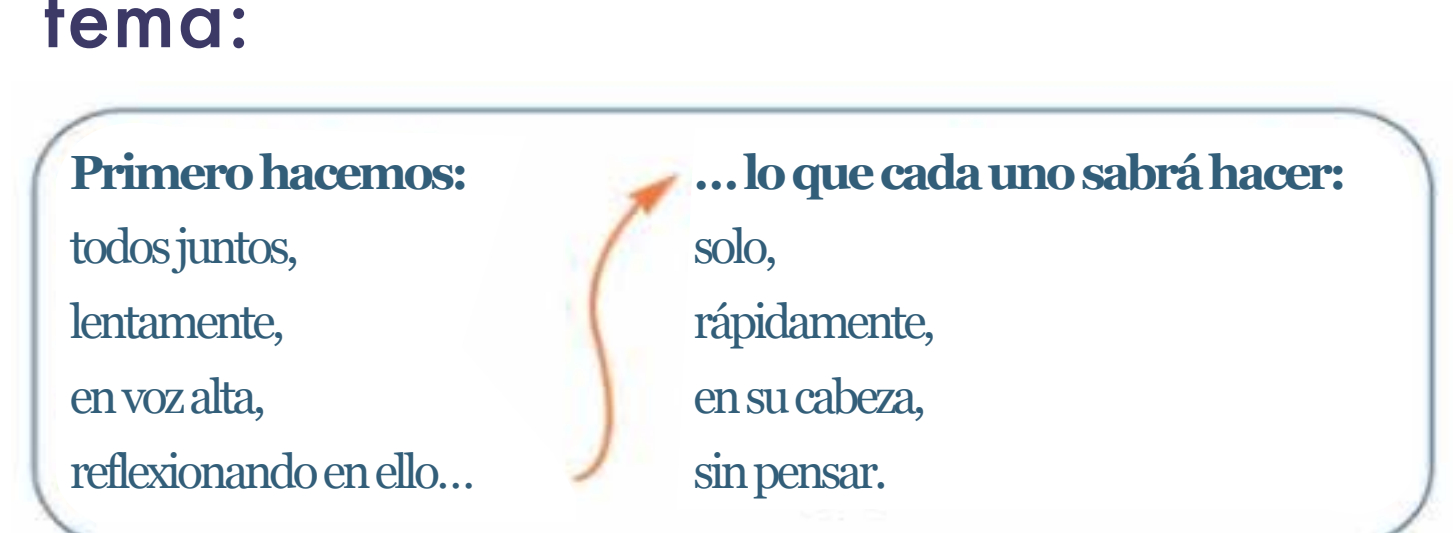 tema:
Primero hacemos:
todos juntos,
lentamente,
en voz alta,
reflexionando en ello…
…lo que cada uno sabrá hacer:
solo,
rápidamente,
en su cabeza,
sin pensar.